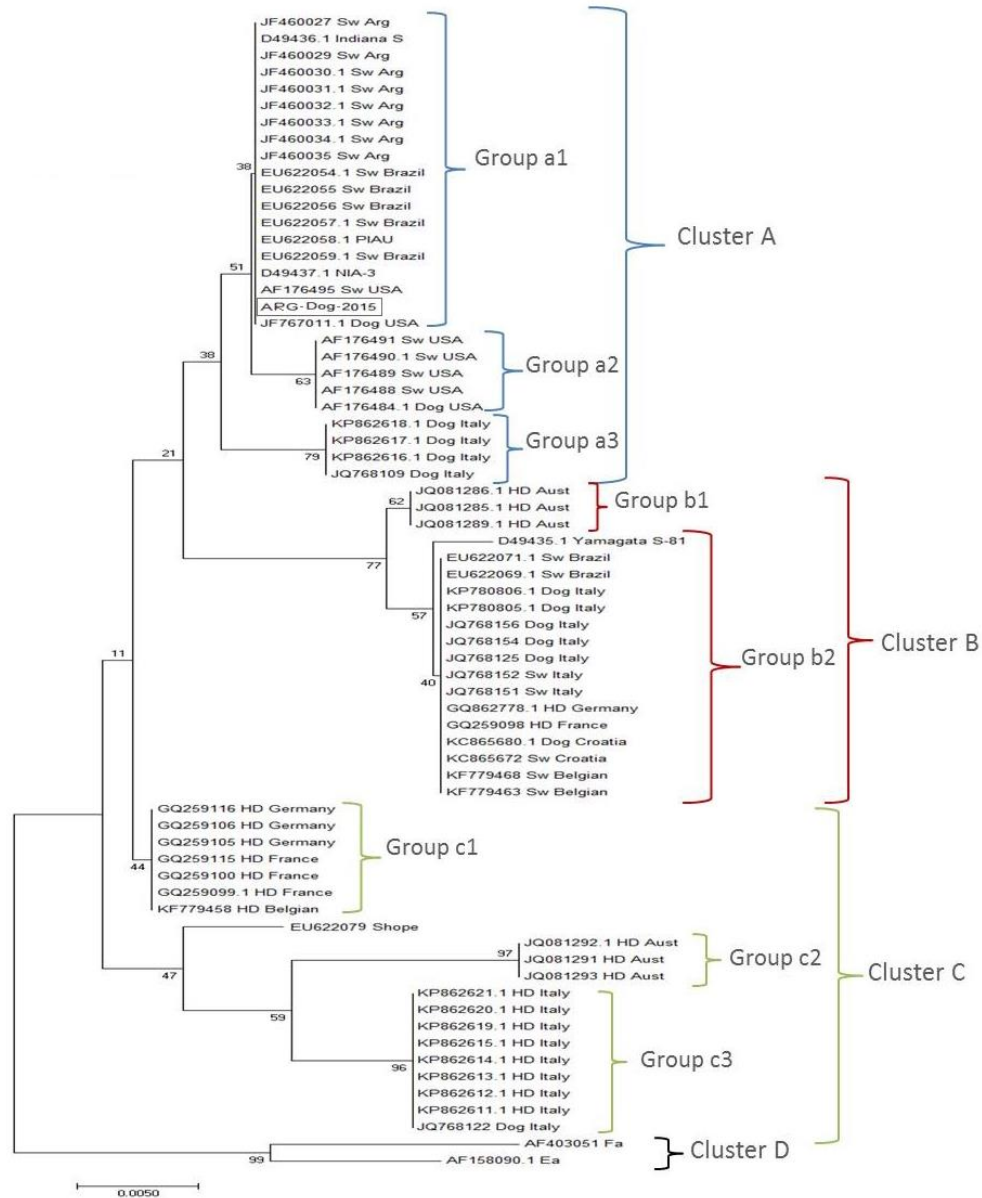 JF460027 Sw Arg
D49436.1 Indiana S
JF460029 Sw Arg
JF460030.1 Sw Arg
JF460031.1 Sw Arg
JF460032.1 Sw Arg
JF460033.1 Sw Arg
JF460034.1 Sw Arg
JF460035 Sw Arg
Group a1
38
EU622054.1 Sw Brazil
EU622055 Sw Brazil
EU622056 Sw Brazil
EU622057.1 Sw Brazil
EU622058.1 PIAU
Cluster A
EU622059.1 Sw Brazil
51
D49437.1 NIA-3
AF176495 Sw USA
ARG-Dog-2015
JF767011.1 Dog USA
AF176491 Sw USA
38
AF176490.1 Sw USA
Group a2
AF176489 Sw USA
63
AF176488 Sw USA
AF176484.1 Dog USA
KP862618.1 Dog Italy
KP862617.1 Dog Italy
Group a3
21
79
KP862616.1 Dog Italy
JQ768109 Dog Italy
JQ081286.1 HD Aust
62
JQ081285.1 HD Aust
Group b1
JQ081289.1 HD Aust
D49435.1 Yamagata S-81
77
EU622071.1 Sw Brazil
EU622069.1 Sw Brazil
KP780806.1 Dog Italy
57
KP780805.1 Dog Italy
JQ768156 Dog Italy
JQ768154 Dog Italy
11
JQ768125 Dog Italy
Group b2
Cluster B
JQ768152 Sw Italy
40
JQ768151 Sw Italy
GQ862778.1 HD Germany
GQ259098 HD France
KC865680.1 Dog Croatia
KC865672 Sw Croatia
KF779468 Sw Belgian
KF779463 Sw Belgian
GQ259116 HD Germany
GQ259106 HD Germany
GQ259105 HD Germany
Group c1
44
GQ259115 HD France
GQ259100 HD France
GQ259099.1 HD France
KF779458 HD Belgian
EU622079 Shope
JQ081292.1 HD Aust
97
JQ081291 HD Aust
Group c2
47
JQ081293 HD Aust
Cluster C
KP862621.1 HD Italy
KP862620.1 HD Italy
59
KP862619.1 HD Italy
KP862615.1 HD Italy
KP862614.1 HD Italy
Group c3
96
KP862613.1 HD Italy
KP862612.1 HD Italy
KP862611.1 HD Italy
JQ768122 Dog Italy
AF403051 Fa
99
AF158090.1 Ea
Cluster D
0.0050